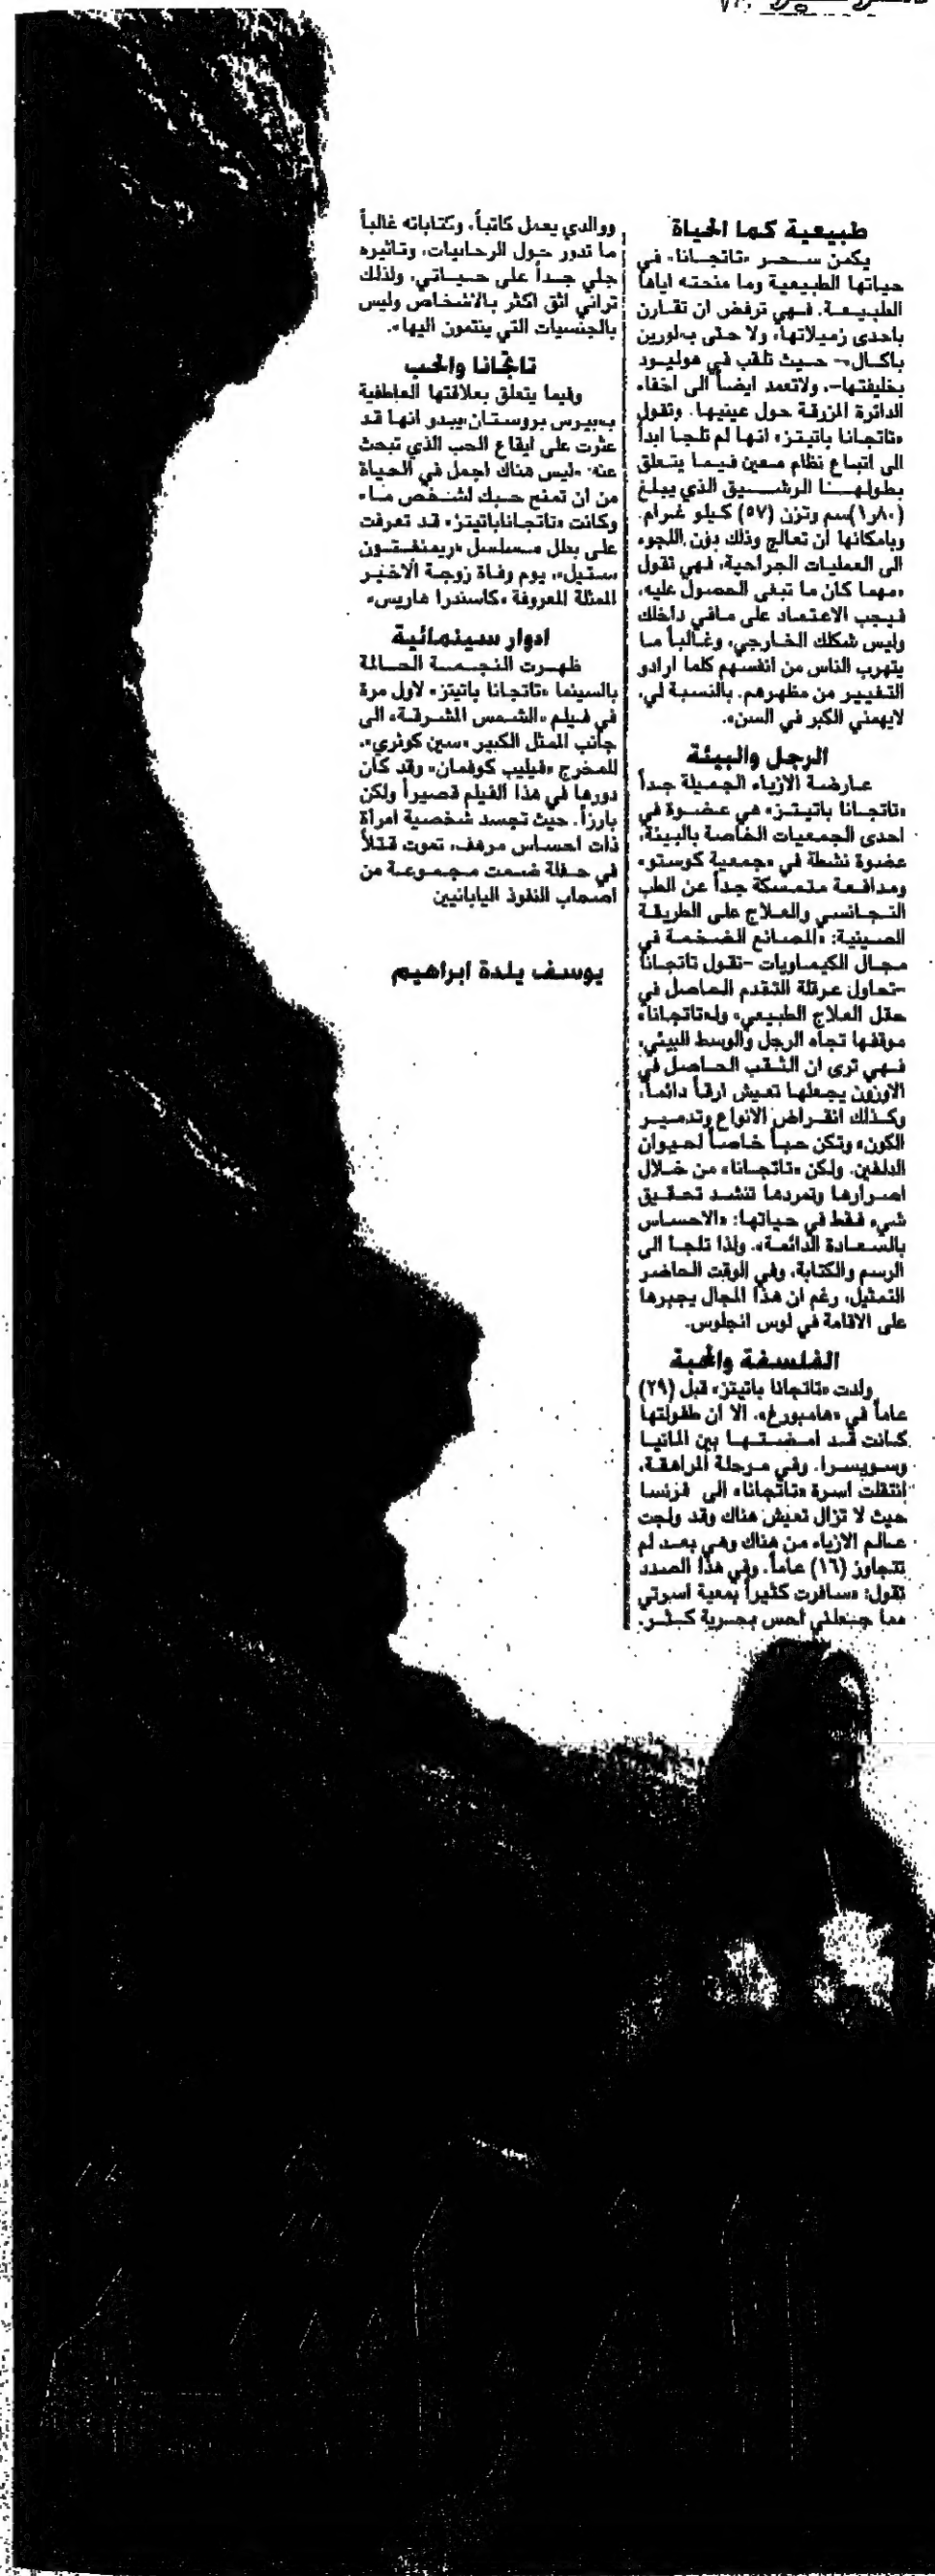 طبيعية كما الحياة
يكمن سحر «تاتجانا» في
حياتها الطبيعية وما منحته اياها
الطبيعة. فهي ترفض ان تقارن
باحدى زميلاتها، ولا حتى بـ«لورين
باكال» – حيث تلقب في هوليود
بخليفتها–، ولاتعمد ايضاً الى اخفاء
الدائرة المزرقة حول عينيها. وتقول
«تاتجانا باتيتز» انها لم تلجا ابداً
الى اتباع نظام معين فيما يتعلق
بطولها الرشيق الذي يبلغ
(١,٨٠)سم وتزن (٥٧) كيلو غرام.
وبامكانها ان تعالج وذلك دون اللجوء
الى العمليات الجراحية، فهي تقول
«مهما كان ما تبغي الحصول عليه،
فيجب الاعتماد على مافي داخلك
وليس شكلك الخارجي، وغالباً ما
يتهرب الناس من انفسهم كلما ارادو
التغيير من مظهرهم. بالنسبة لي،
لايهمني الكبر في السن».
الرجل والبيئة
عارضة الازياء الجميلة جداً
«تاتجانا باتيتز» هي عضوة في
احدى الجمعيات الخاصة بالبيئة،
عضوة نشطة في «جمعية كوستو»
ومدافعة متمسكة جداً عن الطب
التجانسي والعلاج على الطريقة
الصينية: «المصانع الضخمة في
مجال الكيماويات –تقول تاتجانا
–تحاول عرقلة التقدم الحاصل في
حقل العلاج الطبيعي» ولـ«تاتجانا»
موقفها تجاه الرجل والوسط البيئي،
فهي ترى ان الثقب الحاصل في
الاوزون يجعلها تعيش ارقاً دائماً،
وكذلك انقراض الانواع وتدمير
الكون» وتكن حباً خاصاً لحيوان
الدلفين. ولكن «تاتجانا» من خلال
اصرارها وتمردها تنشد تحقيق
شيء فقط في حياتها: «الاحساس
بالسعادة الدائمة». ولذا تلجا الى
الرسم والكتابة، وفي الوقت الحاضر
التمثيل، رغم ان هذا المجال يجبرها
على الاقامة في لوس انجلوس.
الفلسفة والمحبة
ولدت «تاتجانا باتيتز» قبل (٢٩)
عاماً في «هامبورغ». الا ان طفولتها
كانت قد امضتها بين المانيا
وسويسرا. وفي مرحلة المراهقة،
انتقلت اسرة «تاتجانا» الى فرنسا
حيث لا تزال تعيش هناك وقد ولجت
عالم الازياء من هناك وهي بعد لم
تتجاوز (١٦) عاماً. وفي هذا الصدد
تقول: «سافرت كثيراً بمعية اسرتي
مما جعلني احس بحرية كبش.
ووالدي يعمل كاتباً، وكتاباته غالباً
ما تدور حول الرحانيات، وتاثيره
جلي جداً على حياتي، ولذلك
تراني اثق اكثر بالاشخاص وليس
بالجنسيات التي ينتمون اليها».
تاتجانا والحب
وفيما يتعلق بعلاقتها العاطفية
بـ«بيرس بروستان» يبدو انها قد
عثرت على ايقاع الحب الذي تبحث
عنه: «ليس هناك اجمل في الحياة
من ان تمنح حبك لشخص ما»
وكانت «تاتجاناباتيتز» قد تعرفت
على بطل مسلسل «ريمنغتون
ستيل»، يوم وفاة زوجة الاخير
الممثلة المعروفة «كاسندرا هاريس»
ادوار سينمائية
ظهرت النجمة الحالمة
بالسينما «تاتجانا باتيتز» لاول مرة
في فيلم «الشمس المشرقة» الى
جانب الممثل الكبير «سين كونري»،
للمخرج «فيليب كوفمان» وقد كان
دورها في هذا الفيلم قصيراً ولكن
بارزاً. حيث تجسد شخصية امرأة
ذات احساس مرهف، تموت قتلاً
في حفلة ضمت مجموعة من
اصحاب النفوذ اليابانيين
يوسف يلدة ابراهيم